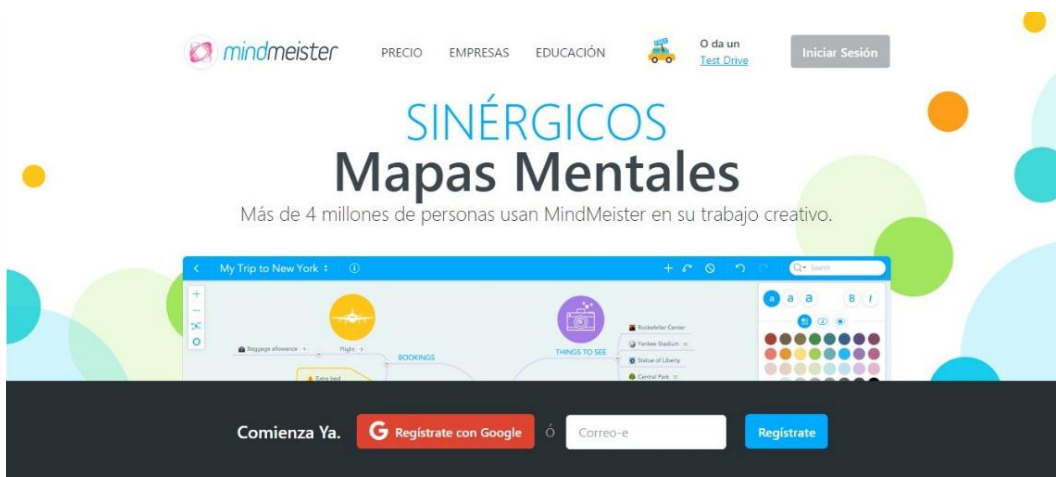 mindmeister
PRECIO EMPRESAS EDUCACIÓN
O da un
Test Drive
Iniciar Sesión
SINÉRGICOS
Mapas Mentales
Más de 4 millones de personas usan MindMeister en su trabajo creativo.
My Trip to New York
Search
a a a B I
Rockefeller Center
Yankee Stadium
Baggage allowance
Flight
BOOKINGS
THINGS TO SEE
Statue of Liberty
Central Park
Extra bed
Comienza Ya.
G Regístrate con Google
ó
Correo-e
Regístrate